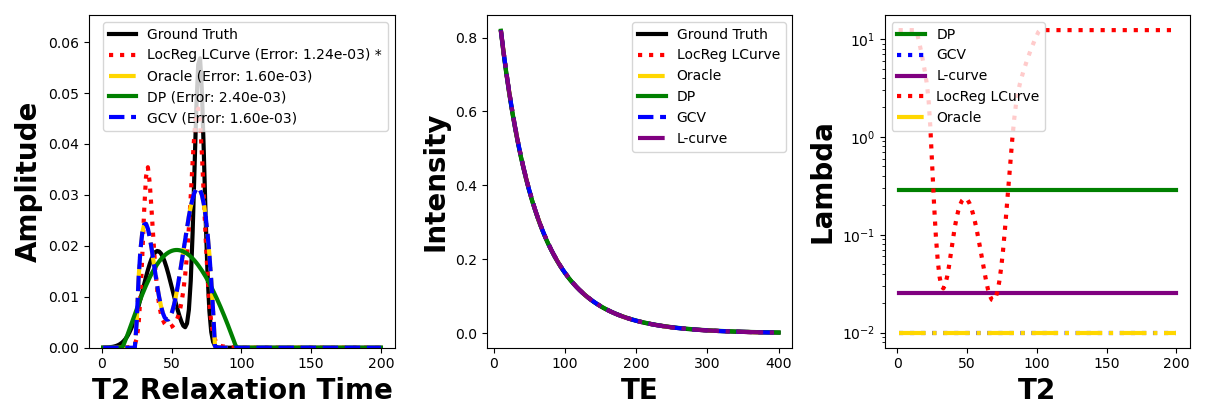 Amplitude
0.06
0.05
0.04
0.03
0.02
0.01
0.00
Ground Truth
LocReg LCurve (Error: 1.24e-03) *
Oracle (Error: 1.60e-03)
DP (Error: 2.40e-03)
GCV (Error: 1.60e-03)
0 50 100 150 200
T2 Relaxation Time
Intensity
0.8
0.6
0.4
0.2
0.0
Ground Truth
LocReg LCurve
Oracle
DP
GCV
L-curve
0 100 200 300 400
TE
Lambda
10¹
10⁰
10⁻¹
10⁻²
DP
GCV
L-curve
LocReg LCurve
Oracle
0 50 100 150 200
T2